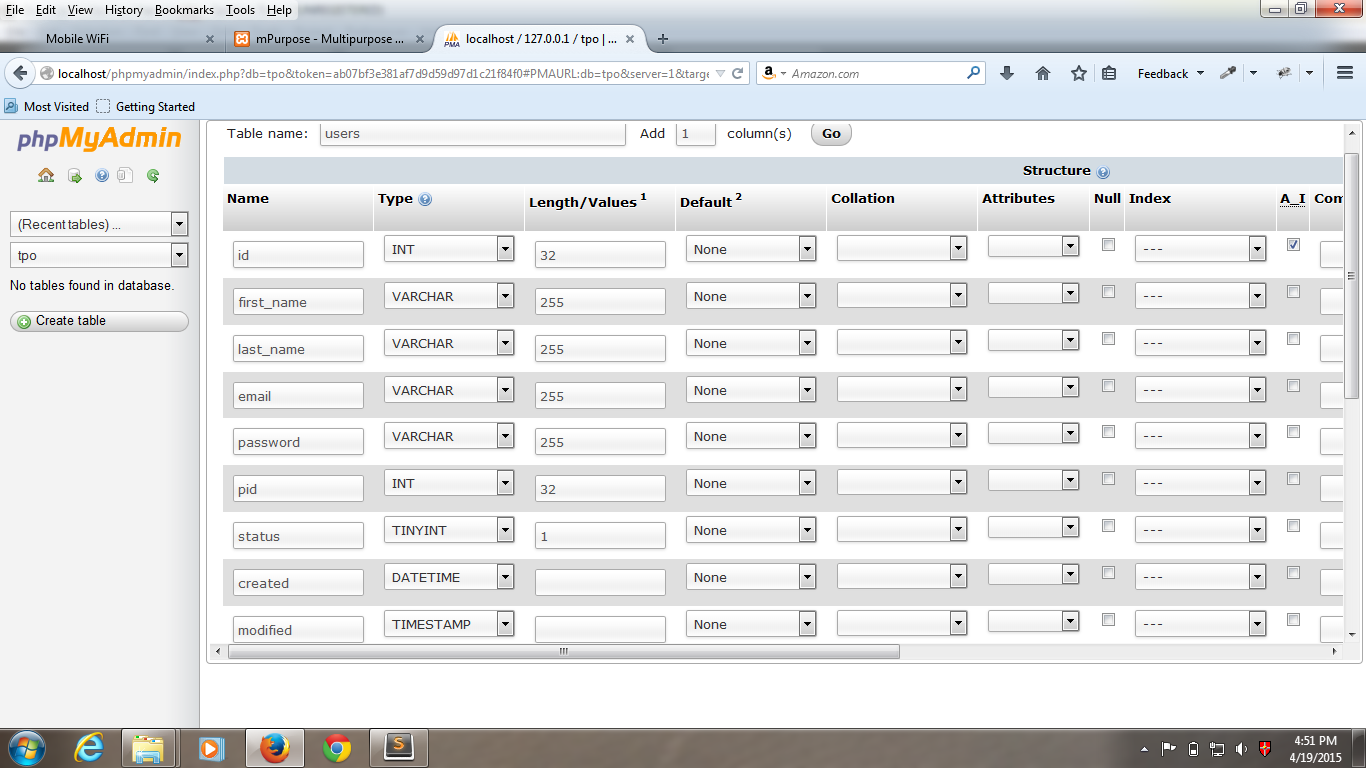 File Edit View History Bookmarks Tools Help
Mobile WiFi
mPurpose - Multipurpose ...
PMA localhost / 127.0.0.1 / tpo | ...
localhost/phpmyadmin/index.php?db=tpo&token=ab07bf3e381af7d9d59d97d1c21f84f0#PMAURL:db=tpo&server=1&targe
Amazon.com
Feedback
Most Visited Getting Started
phpMyAdmin
(Recent tables) ...
tpo
No tables found in database.
Create table
Table name: users Add 1 column(s) Go
Structure
Name Type Length/Values 1 Default 2 Collation Attributes Null Index A_I Com
id INT 32 None ---
first_name VARCHAR 255 None ---
last_name VARCHAR 255 None ---
email VARCHAR 255 None ---
password VARCHAR 255 None ---
pid INT 32 None ---
status TINYINT 1 None ---
created DATETIME None ---
modified TIMESTAMP None ---
4:51 PM
4/19/2015